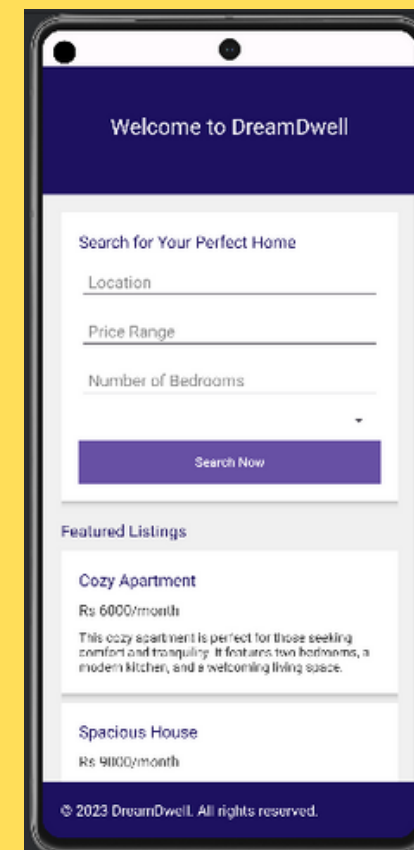 Welcome to DreamDwell
Search for Your Perfect Home
Location
Price Range
Number of Bedrooms
Search Now
Featured Listings
Cozy Apartment
Rs 6000/month
This cozy apartment is perfect for those seeking
comfort and tranquility. It features two bedrooms, a
modern kitchen, and a welcoming living space.
Spacious House
Rs 9000/month
© 2023 DreamDwell. All rights reserved.